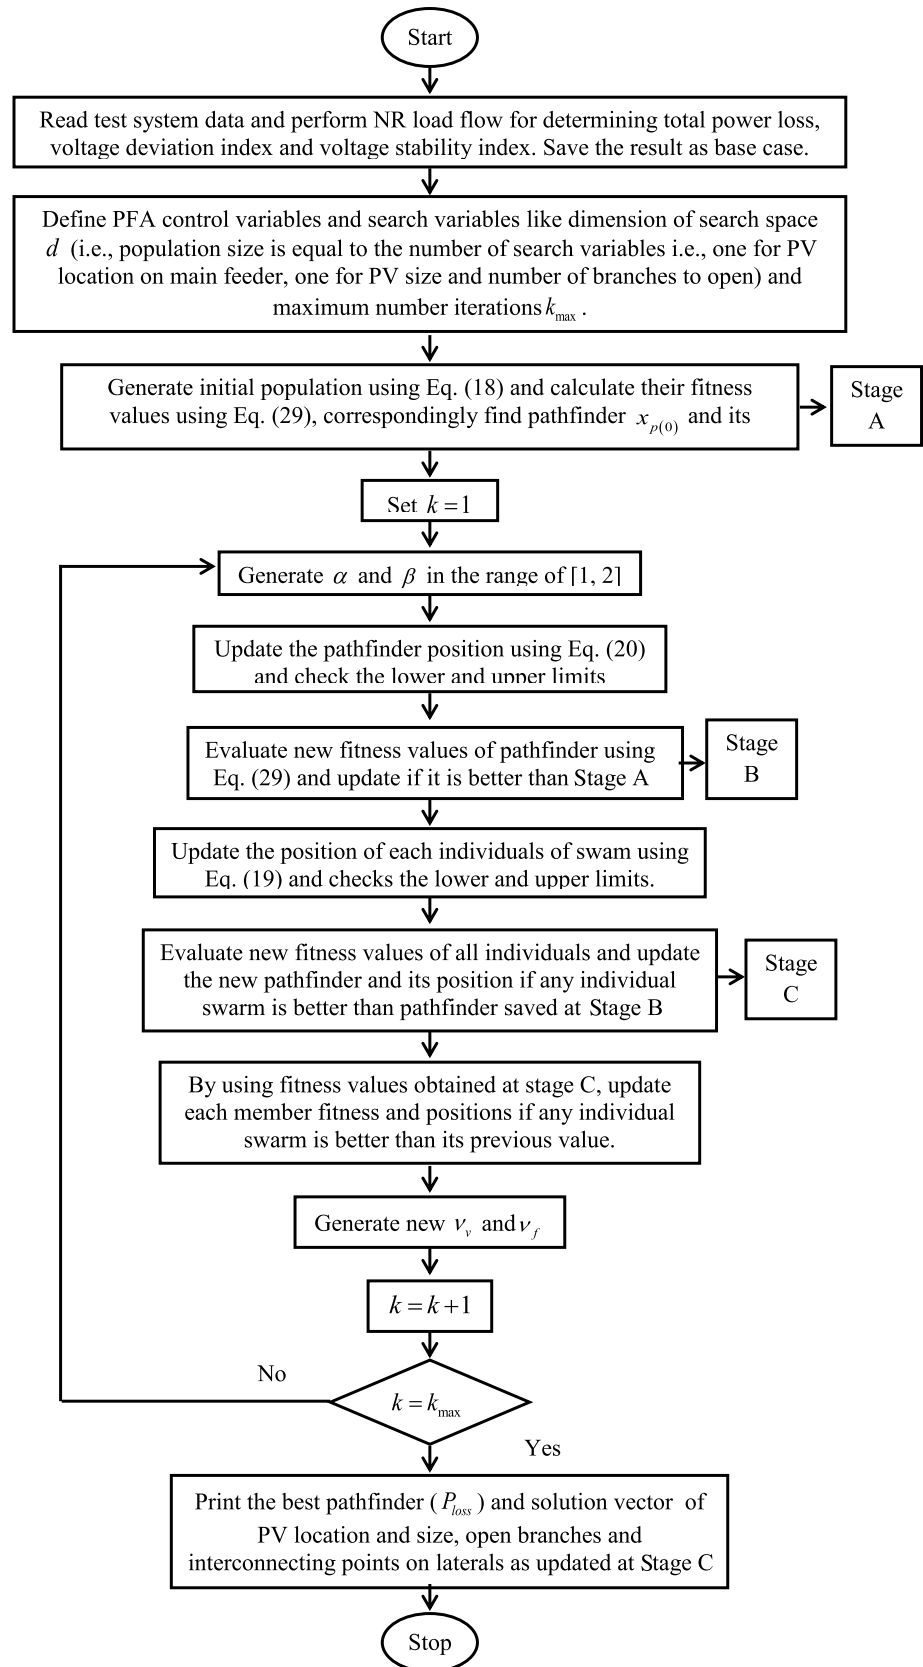 Start
Read test system data and perform NR load flow for determining total power loss,
voltage deviation index and voltage stability index. Save the result as base case.
Define PFA control variables and search variables like dimension of search space
d (i.e., population size is equal to the number of search variables i.e., one for PV
location on main feeder, one for PV size and number of branches to open) and
maximum number iterations k_max .
Generate initial population using Eq. (18) and calculate their fitness
values using Eq. (29), correspondingly find pathfinder x_p(0) and its
Stage
A
Set k = 1
Generate α and β in the range of [1, 2]
Update the pathfinder position using Eq. (20)
and check the lower and upper limits
Evaluate new fitness values of pathfinder using
Eq. (29) and update if it is better than Stage A
Stage
B
Update the position of each individuals of swam using
Eq. (19) and checks the lower and upper limits.
Evaluate new fitness values of all individuals and update
the new pathfinder and its position if any individual
swarm is better than pathfinder saved at Stage B
Stage
C
By using fitness values obtained at stage C, update
each member fitness and positions if any individual
swarm is better than its previous value.
Generate new ν_v and ν_f
k = k + 1
No
k = k_max
Yes
Print the best pathfinder ( P_loss ) and solution vector of
PV location and size, open branches and
interconnecting points on laterals as updated at Stage C
Stop